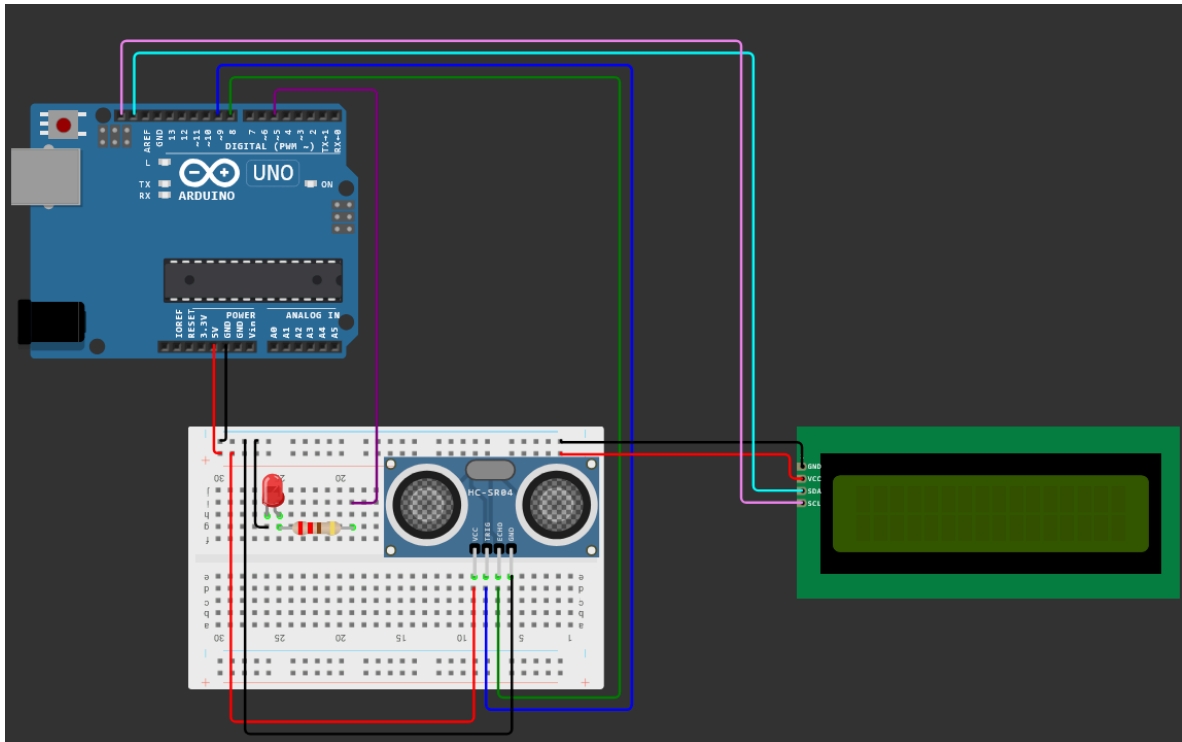 AREF
GND
13
12
~11
~10
~9
8
7
~6
~5
4
~3
2
TX→1
RX←0
DIGITAL (PWM ~)
L
TX
RX
ARDUINO
UNO
ON
IOREF
RESET
3.3V
5V
GND
GND
Vin
POWER
ANALOG IN
A0
A1
A2
A3
A4
A5
30
25
20
j
i
h
g
f
HC-SR04
VCC
TRIG
ECHO
GND
e
d
c
b
a
e
d
c
b
a
30
25
20
15
10
5
1
GND
VCC
SDA
SCL